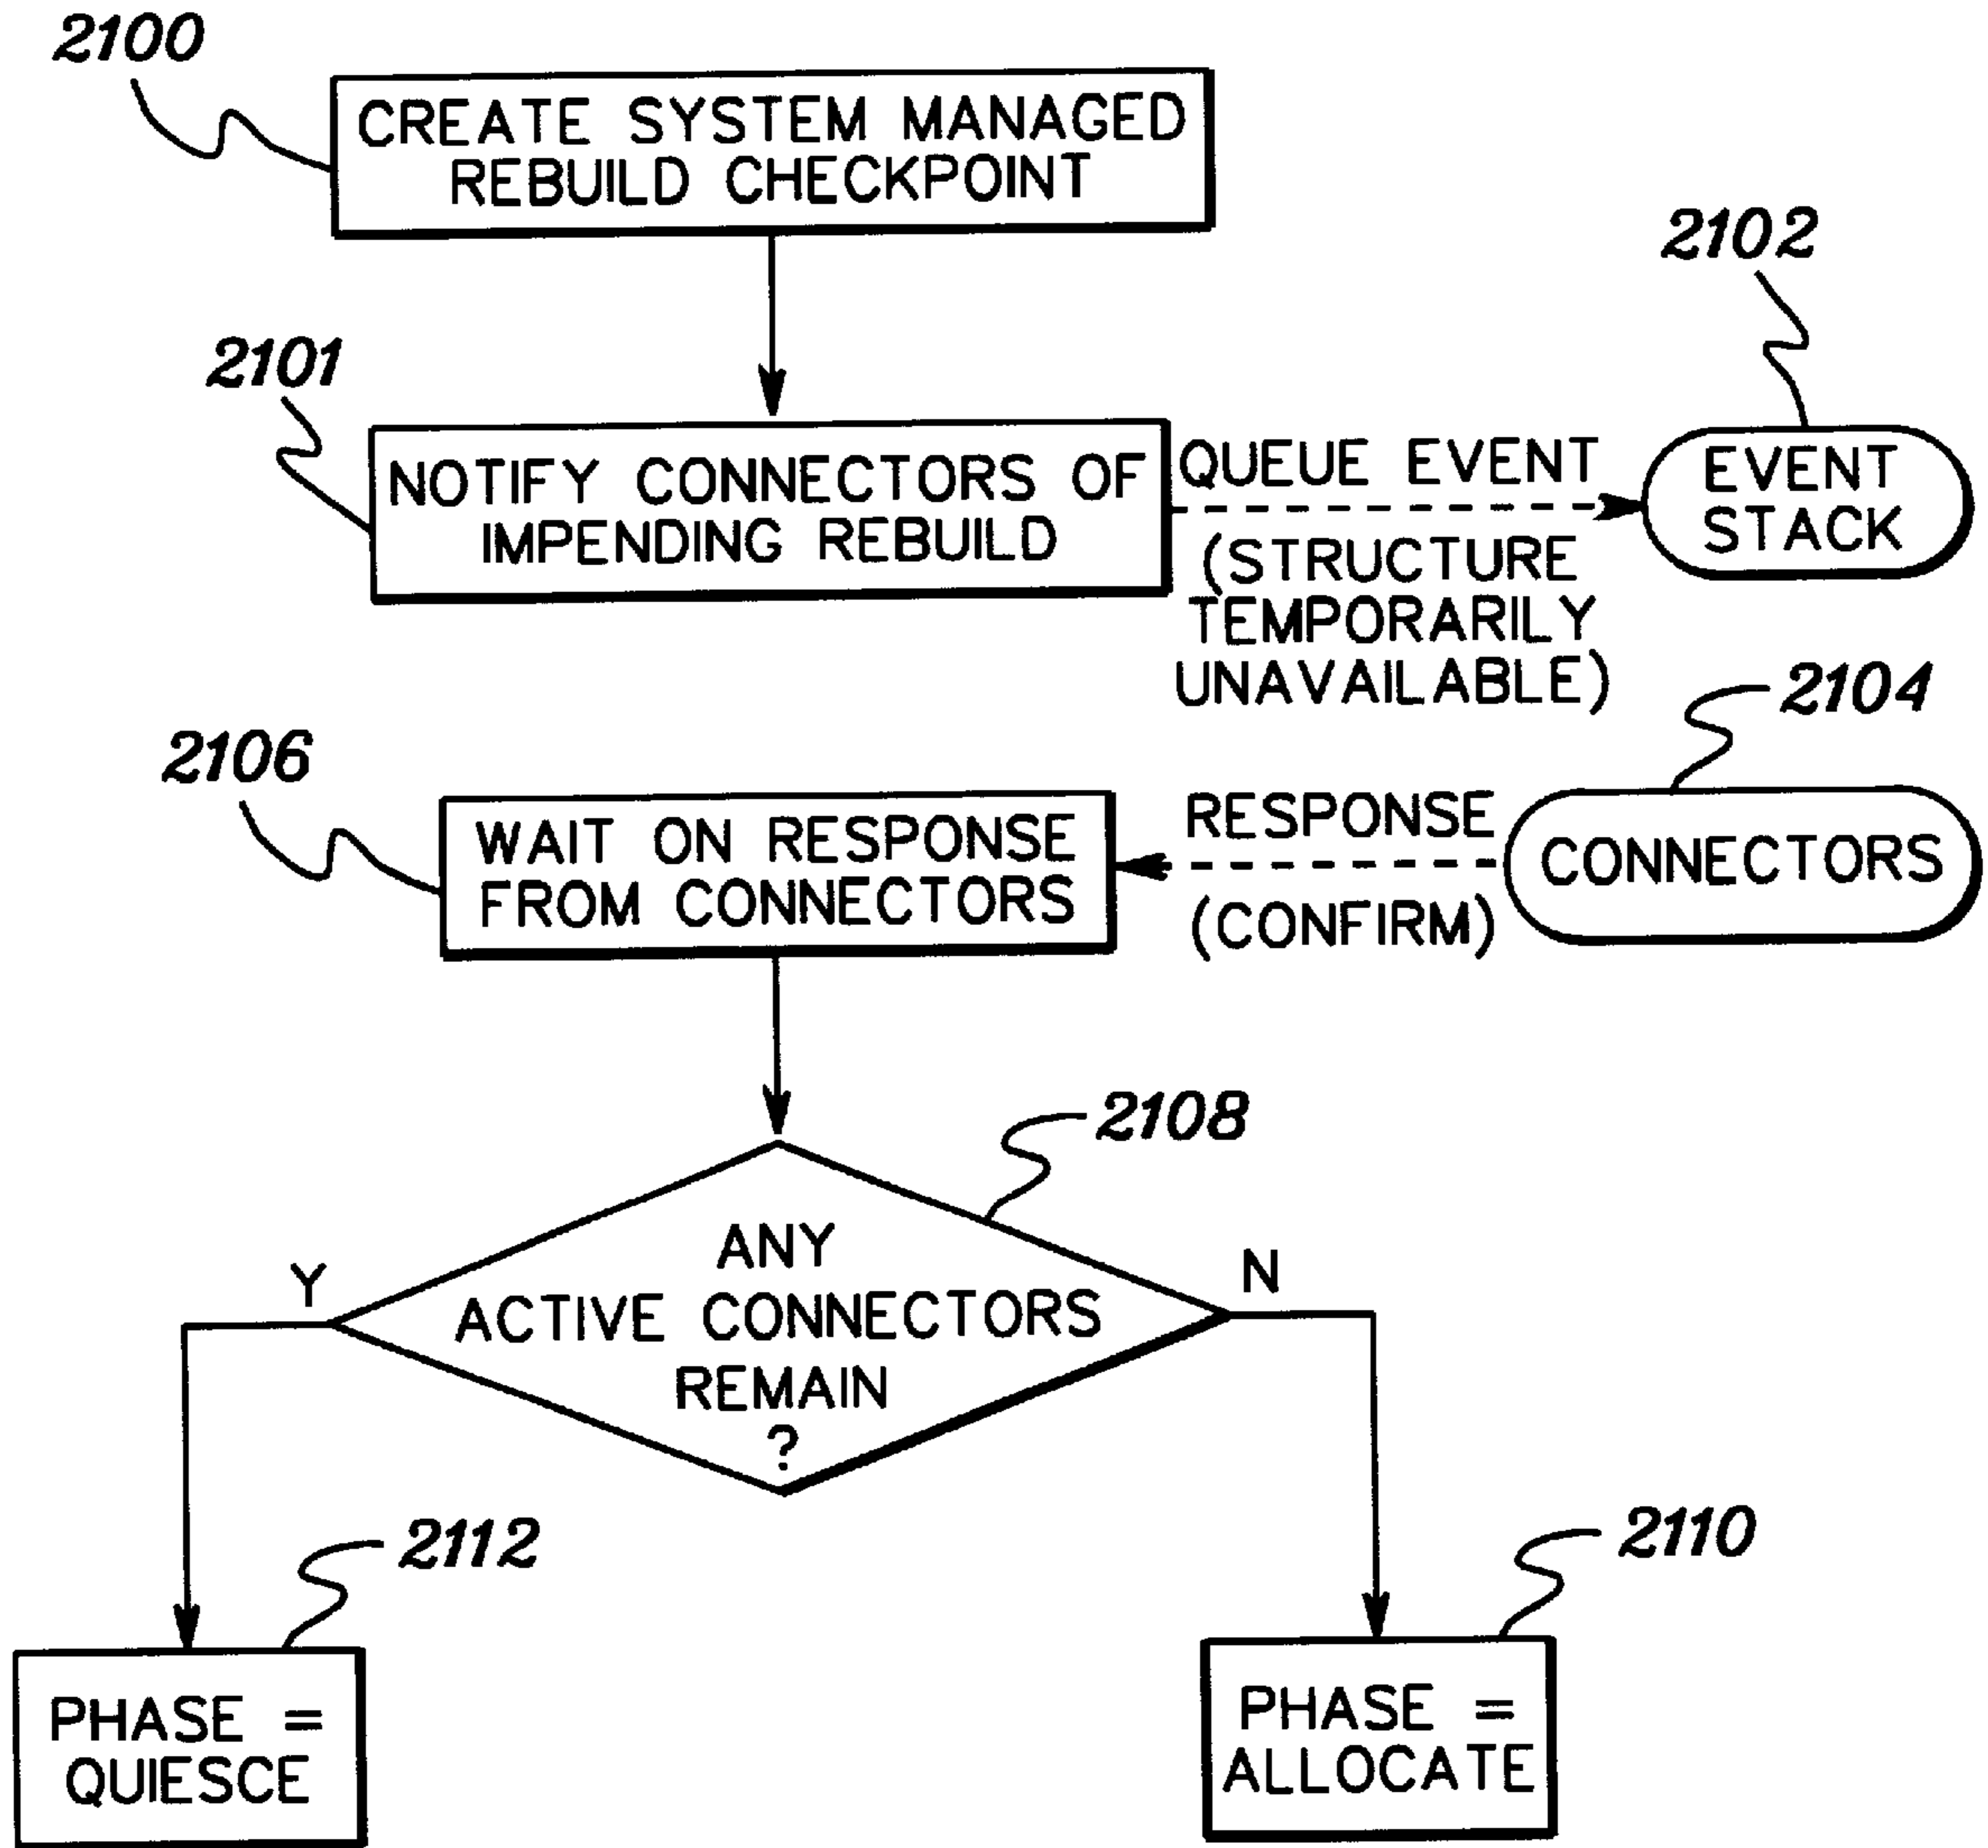 2100
CREATE SYSTEM MANAGED
REBUILD CHECKPOINT
2102
2101
NOTIFY CONNECTORS OF
IMPENDING REBUILD
QUEUE EVENT
(STRUCTURE
TEMPORARILY
UNAVAILABLE)
EVENT
STACK
2104
2106
WAIT ON RESPONSE
FROM CONNECTORS
RESPONSE
(CONFIRM)
CONNECTORS
2108
ANY
ACTIVE CONNECTORS
REMAIN
?
Y
N
2112
2110
PHASE =
QUIESCE
PHASE =
ALLOCATE